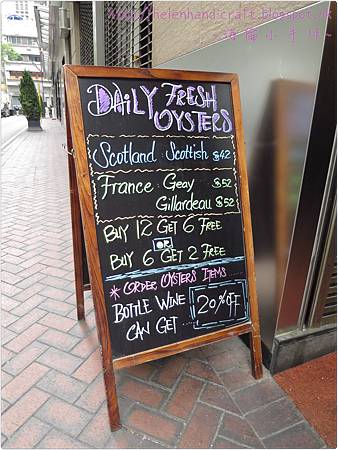 http://helenhandicraft.blogspot.hk
~海倫小手作~
DAILY FRESH
OYSTERS
Scotland Scottish $42
France Geay $52
Gillardeau $52
BUY 12 GET 6 FREE
OR
BUY 6 GET 2 FREE
* ORDER OYSTERS ITEMS
BOTTLE WINE
CAN GET 20% OFF